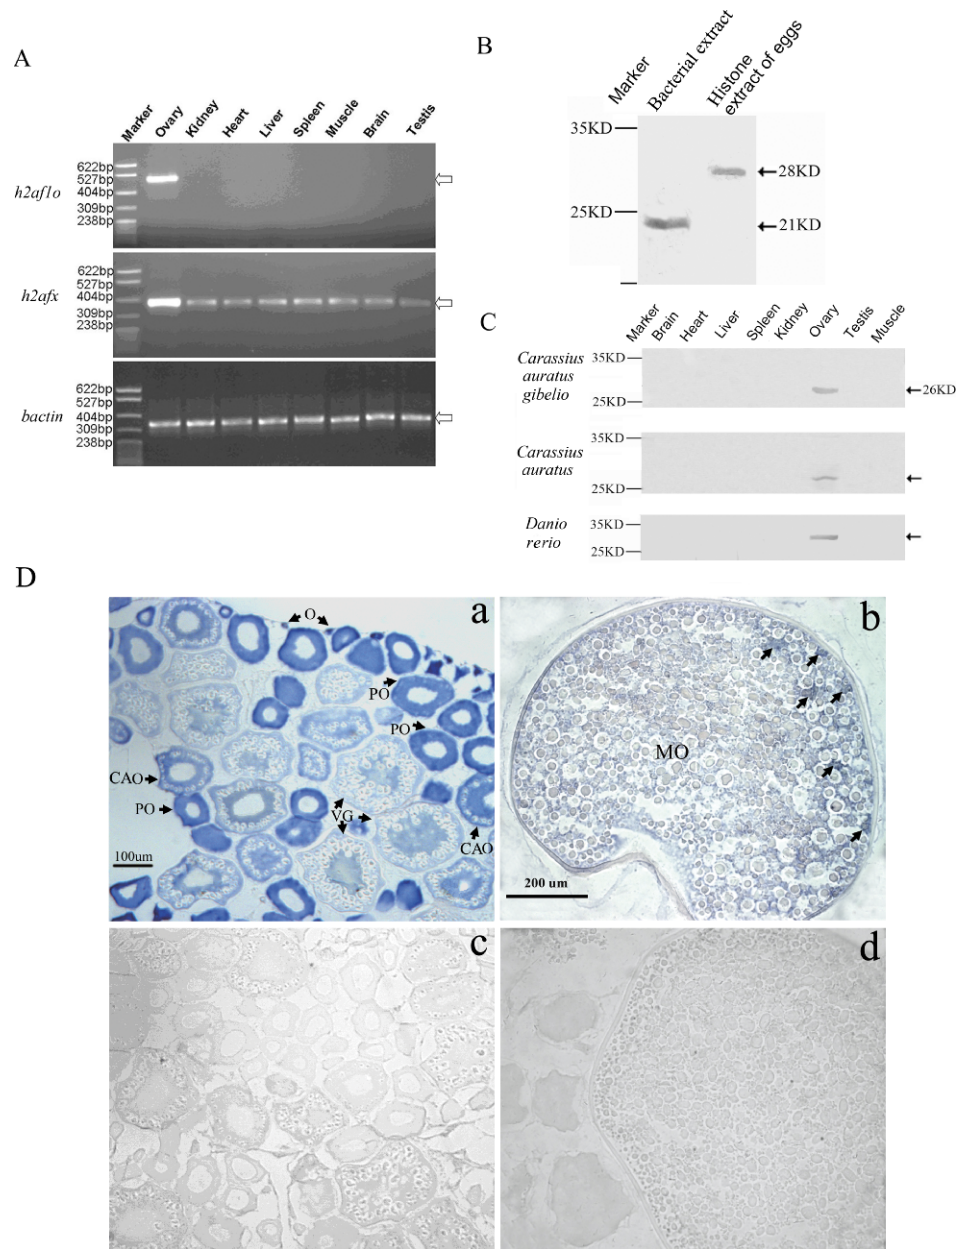 A
Marker Ovary Kidney Heart Liver Spleen Muscle Brain Testis
h2af1o
622bp
527bp
404bp
309bp
238bp
h2afx
622bp
527bp
404bp
309bp
238bp
bactin
622bp
527bp
404bp
309bp
238bp
B
Marker Bacterial extract Histone extract of eggs
35KD
28KD
25KD
21KD
C
Marker Brain Heart Liver Spleen Kidney Ovary Testis Muscle
Carassius
auratus
gibelio
35KD
25KD
26KD
Carassius
auratus
35KD
25KD
Danio
rerio
35KD
25KD
D
a
O
PO
PO
CAO
PO
VG
CAO
100um
b
MO
200 um
c
d